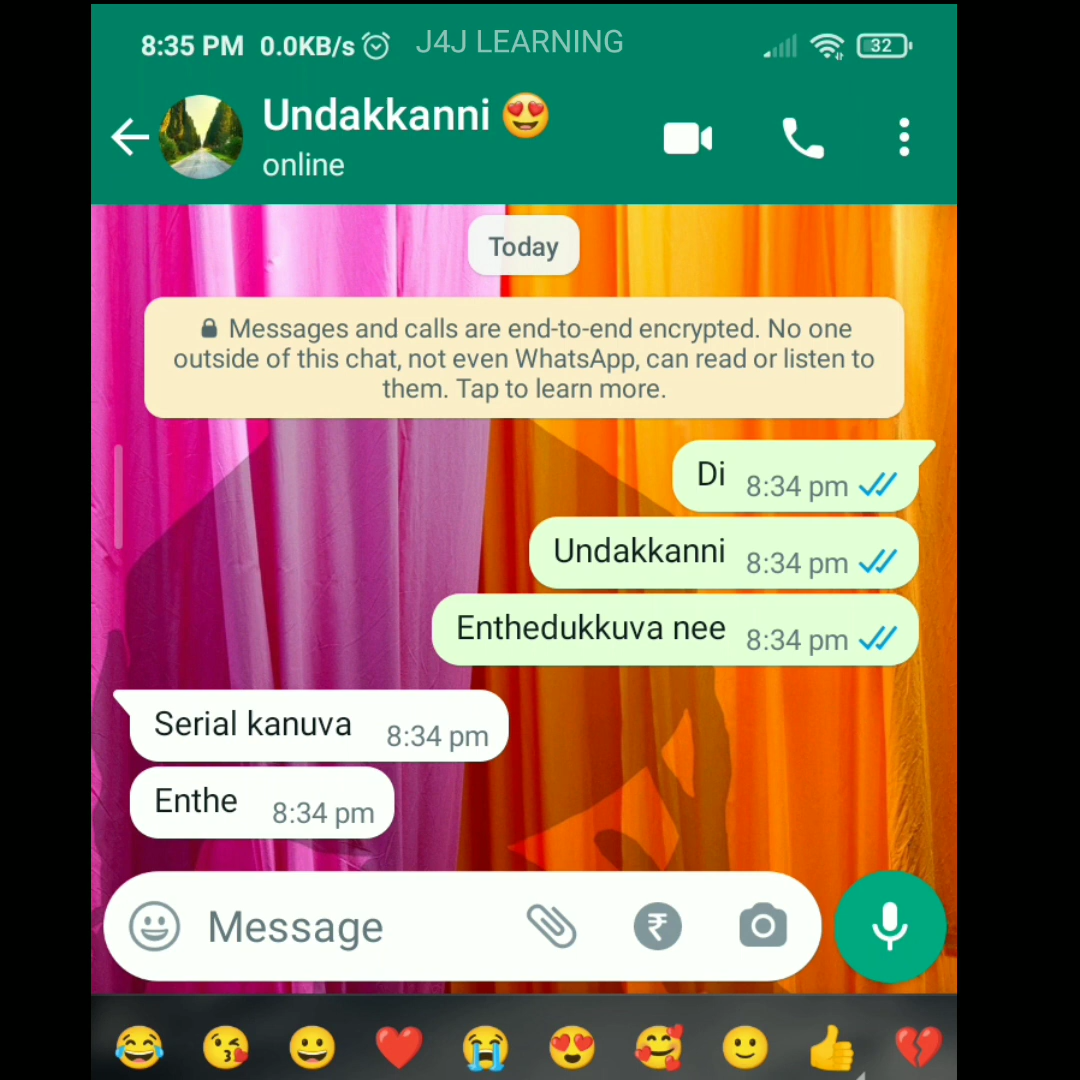 8:35 PM 0.0KB/s J4J LEARNING 32
Undakkanni 😍
online
Today
Messages and calls are end-to-end encrypted. No one
outside of this chat, not even WhatsApp, can read or listen to
them. Tap to learn more.
Di 8:34 pm
Undakkanni 8:34 pm
Enthedukkuva nee 8:34 pm
Serial kanuva 8:34 pm
Enthe 8:34 pm
Message ₹